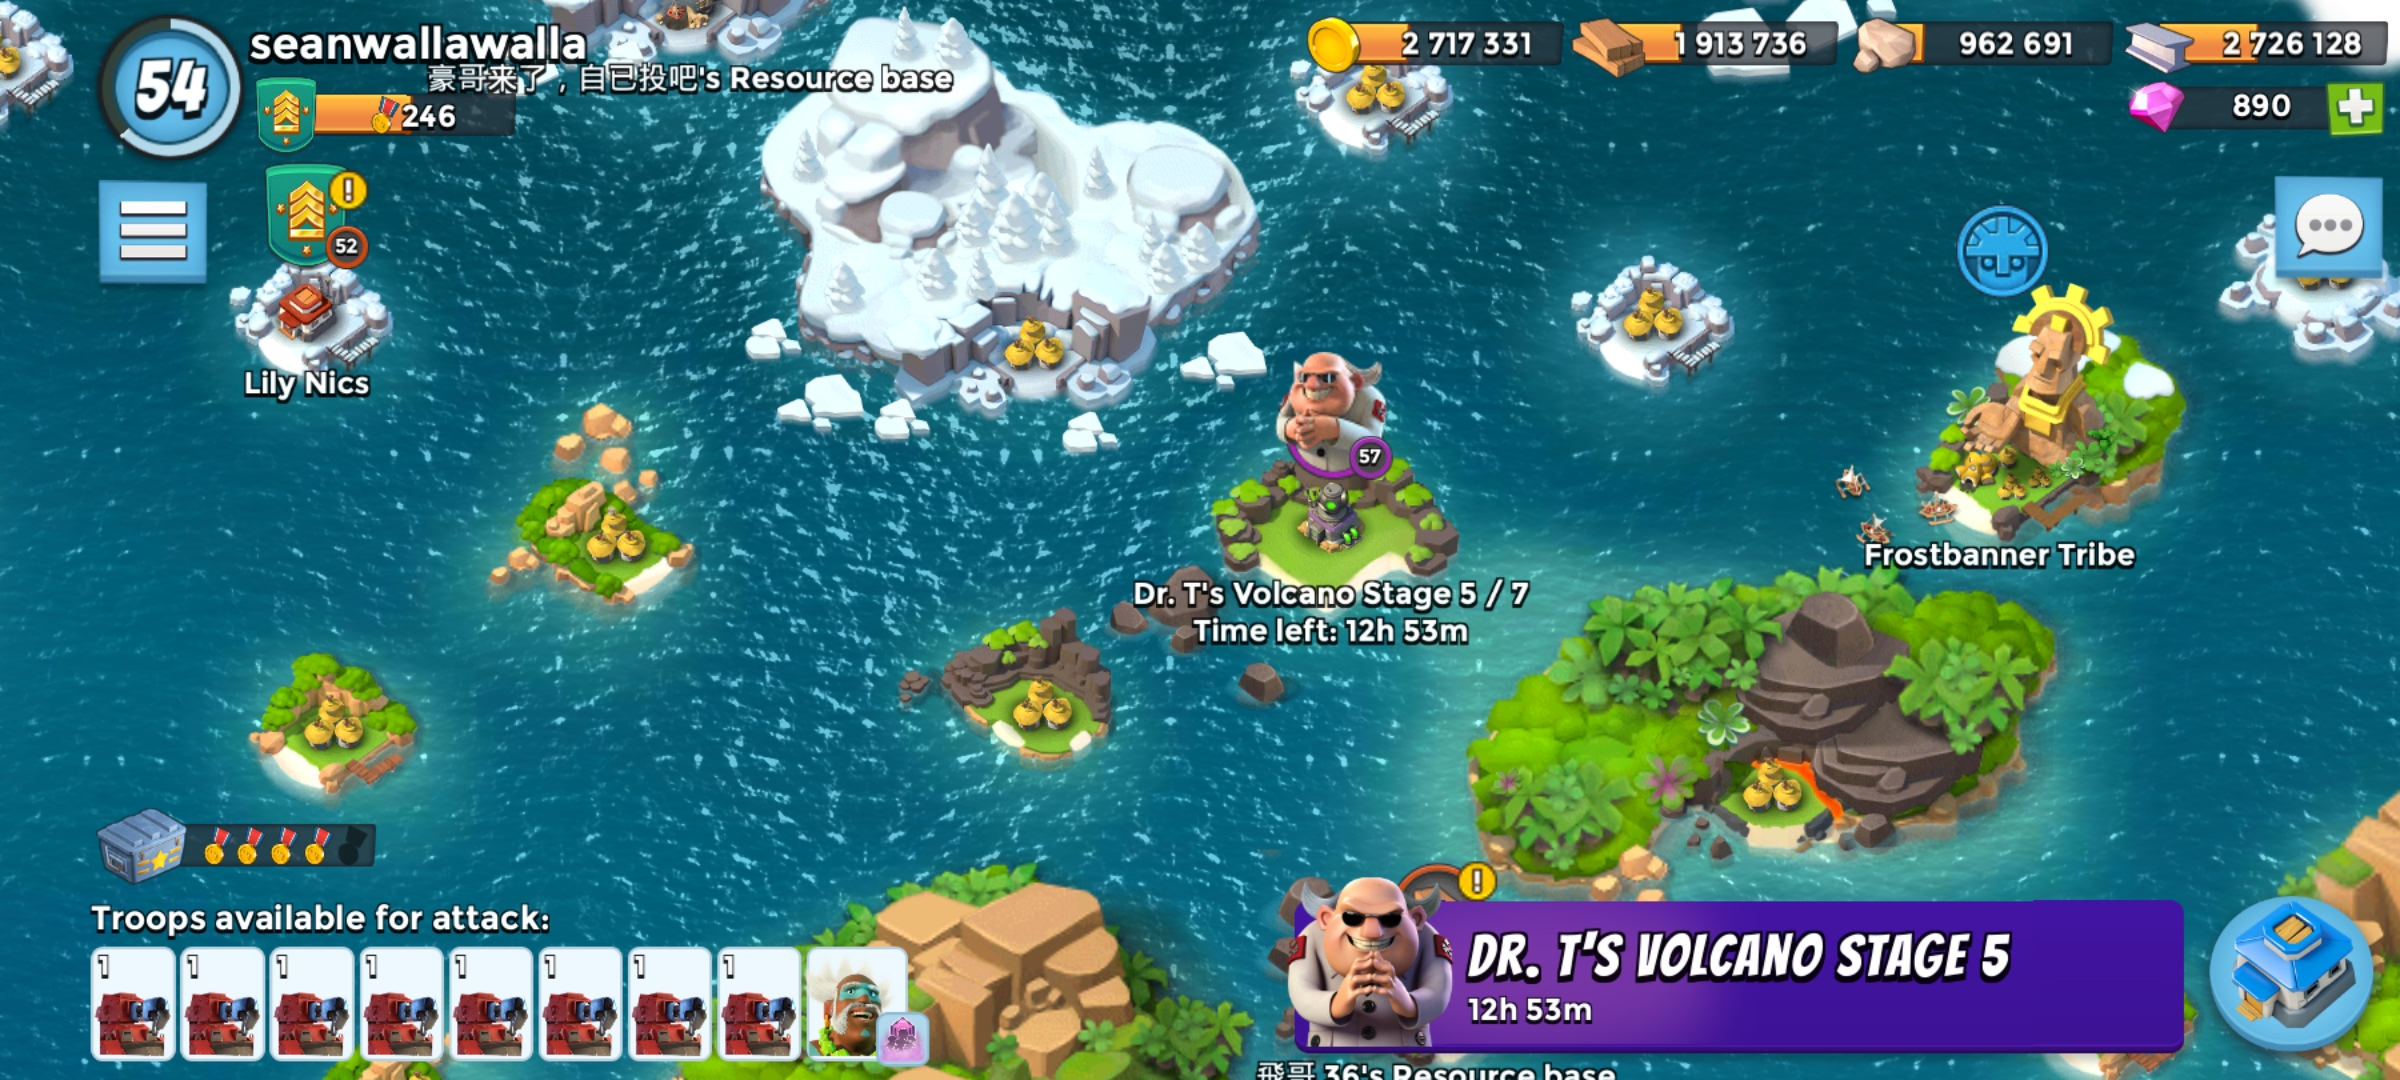 seanwallawalla
54
豪哥来了，自已投吧's Resource base
246
2 717 331
1 913 736
962 691
2 726 128
890
52
Lily Nics
57
Dr. T's Volcano Stage 5 / 7
Time left: 12h 53m
Frostbanner Tribe
Troops available for attack:
1 1 1 1 1 1 1 1
DR. T'S VOLCANO STAGE 5
12h 53m
飛哥 36's Resource base